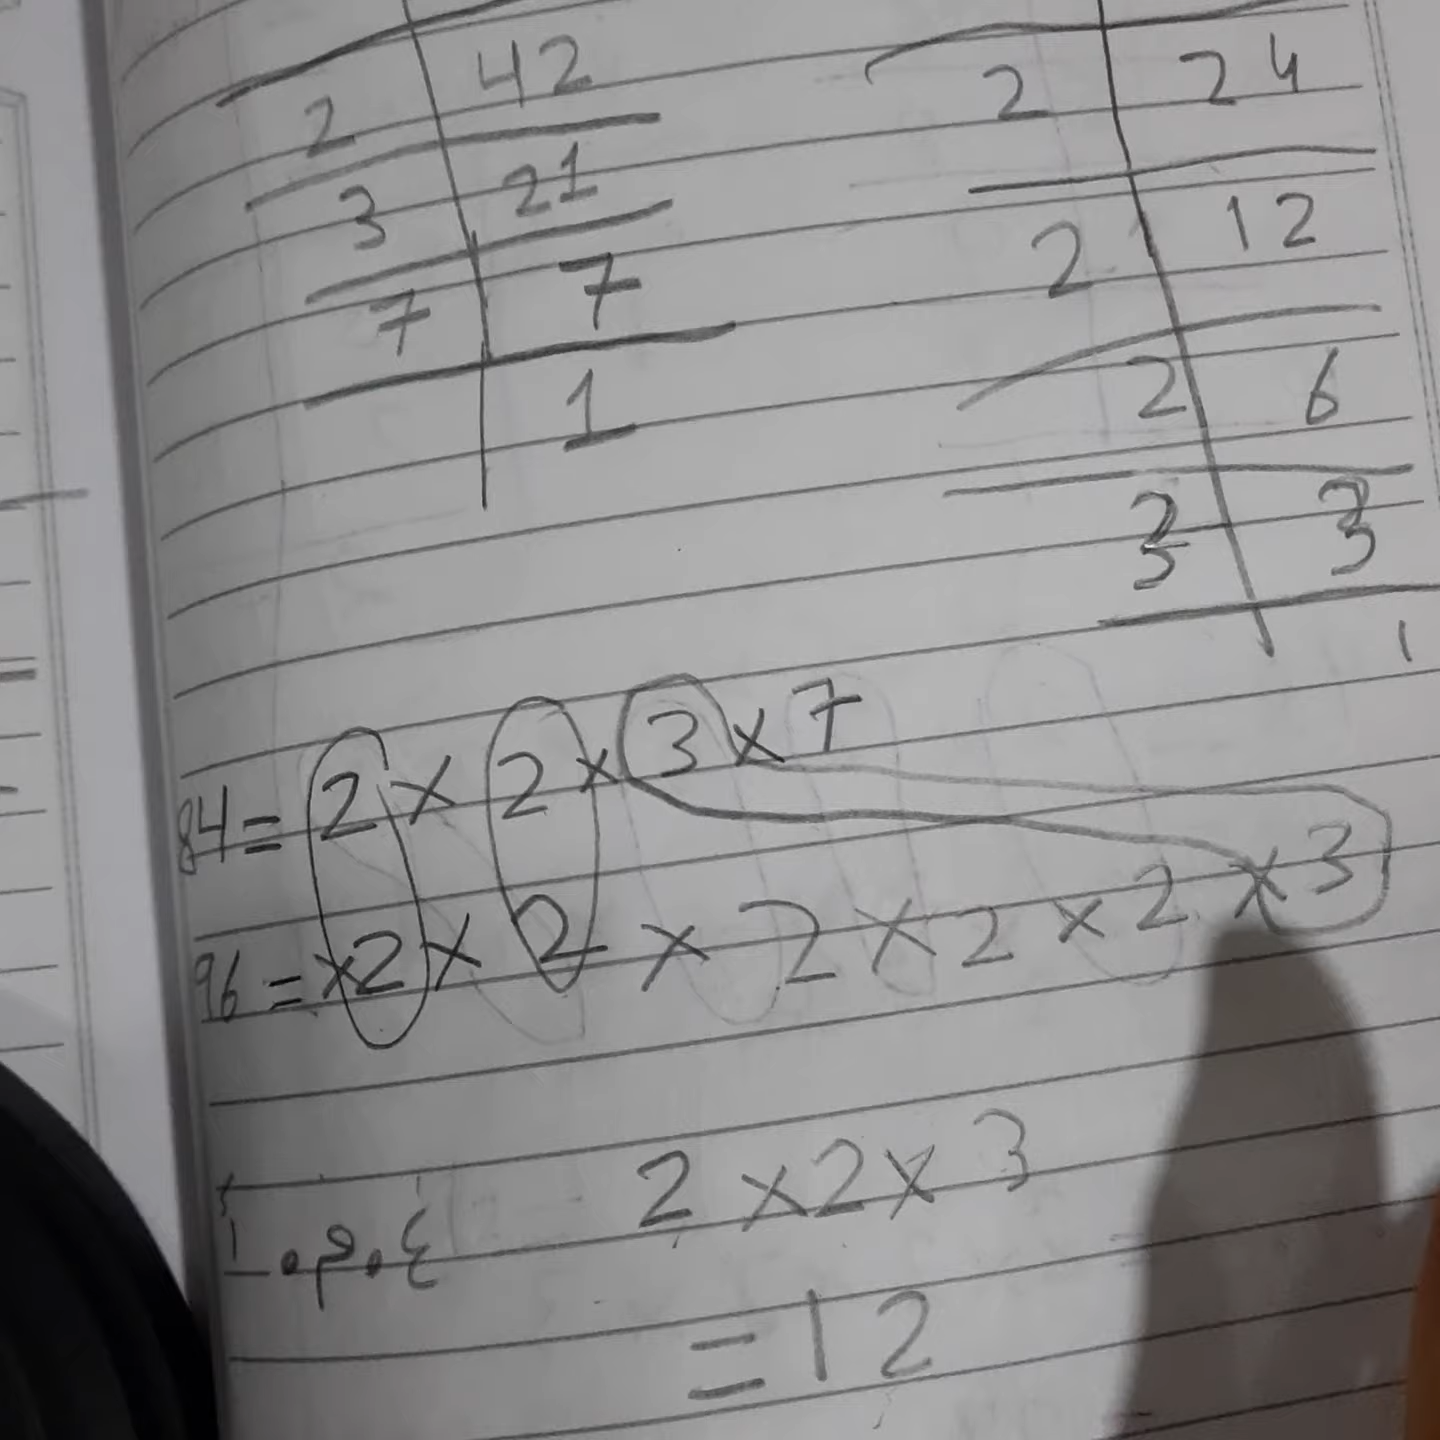 2 | 42
3 | 21
7 | 7
1
2 | 24
2 | 12
2 | 6
3 | 3
1
84 = 2 × 2 × 3 × 7
96 = × 2 × 2 × 2 × 2 × 2 × 3
ع.م.أ 2 × 2 × 3
= 12